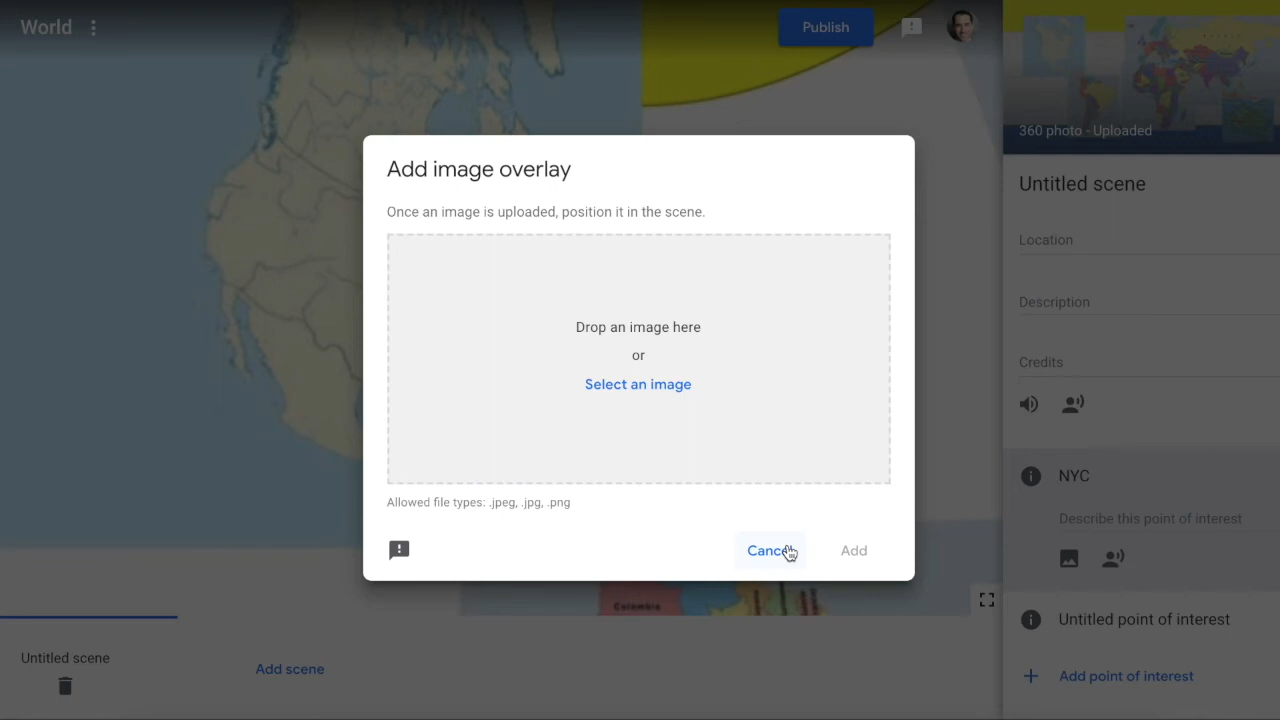 World
Publish
360 photo - Uploaded
Add image overlay
Once an image is uploaded, position it in the scene.
Drop an image here
or
Select an image
Allowed file types: .jpeg, .jpg, .png
Cancel
Add
Untitled scene
Location
Description
Credits
NYC
Describe this point of interest
Untitled point of interest
Add point of interest
Colombia
Untitled scene
Add scene